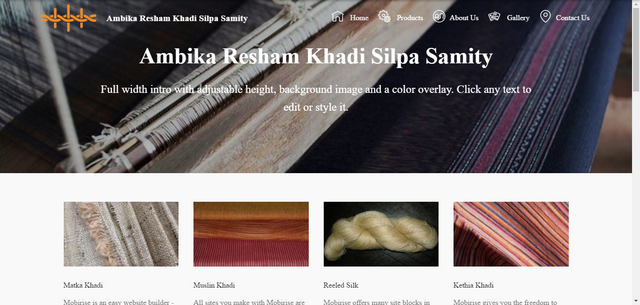 Ambika Resham Khadi Silpa Samity
Home
Products
About Us
Gallery
Contact Us
Ambika Resham Khadi Silpa Samity
Full width intro with adjustable height, background image and a color overlay. Click any text to
edit or style it.
Matka Khadi
Muslin Khadi
Reeled Silk
Kethia Khadi
Mobirise is an easy website builder -
All sites you make with Mobirise are
Mobirise offers many site blocks in
Mobirise gives you the freedom to